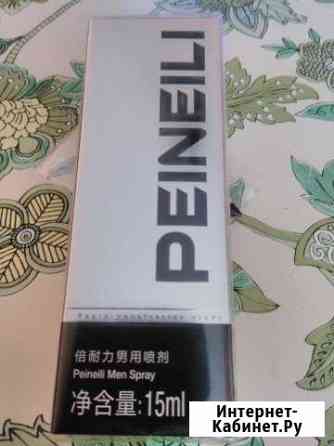 PEINEILI
倍耐力男用喷剂
Peineili Men Spray
净含量:15ml
Интернет-
Кабинет.Ру